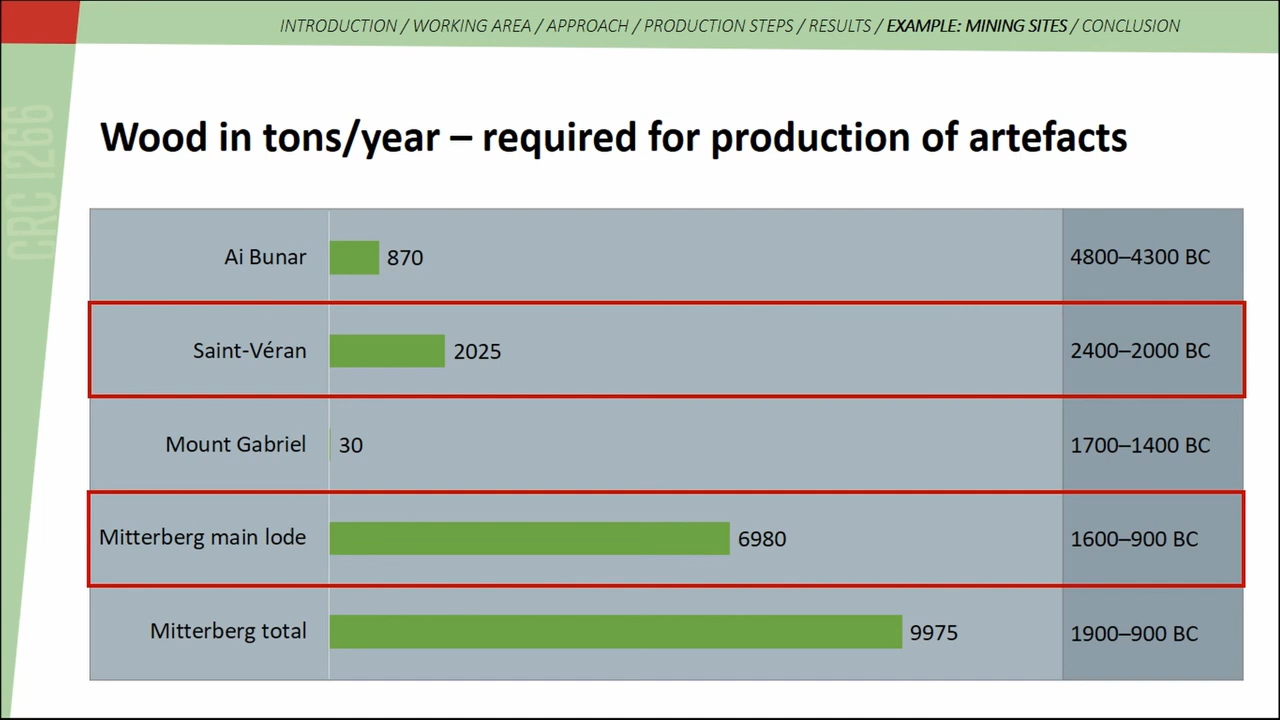 INTRODUCTION / WORKING AREA / APPROACH / PRODUCTION STEPS / RESULTS / EXAMPLE: MINING SITES / CONCLUSION
CRC 1266
Wood in tons/year – required for production of artefacts
Ai Bunar 870 4800–4300 BC
Saint-Véran 2025 2400–2000 BC
Mount Gabriel 30 1700–1400 BC
Mitterberg main lode 6980 1600–900 BC
Mitterberg total 9975 1900–900 BC